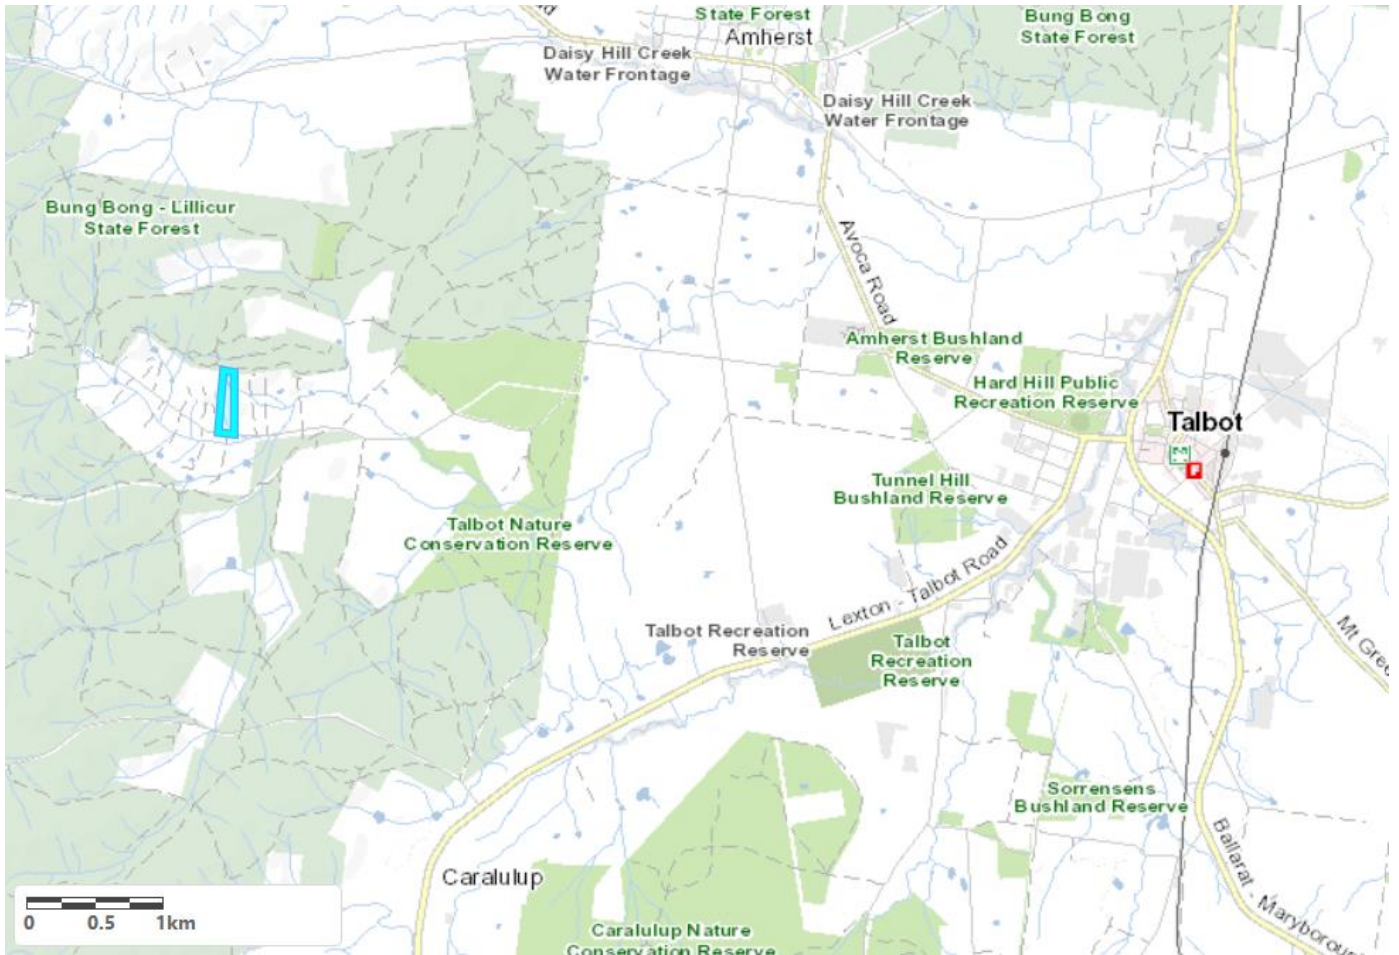 State Forest
Amherst
Bung Bong
State Forest
Daisy Hill Creek
Water Frontage
Daisy Hill Creek
Water Frontage
Bung Bong - Lillicur
State Forest
Avoca Road
Amherst Bushland
Reserve
Hard Hill Public
Recreation Reserve
Talbot
Tunnel Hill
Bushland Reserve
Talbot Nature
Conservation Reserve
Lexton - Talbot Road
Talbot Recreation
Reserve
Talbot
Recreation
Reserve
Mt Gree
Sorrensens
Bushland Reserve
Ballarat - Maryborou
Caralulup
Caralulup Nature
Conservation Reserve
0 0.5 1km